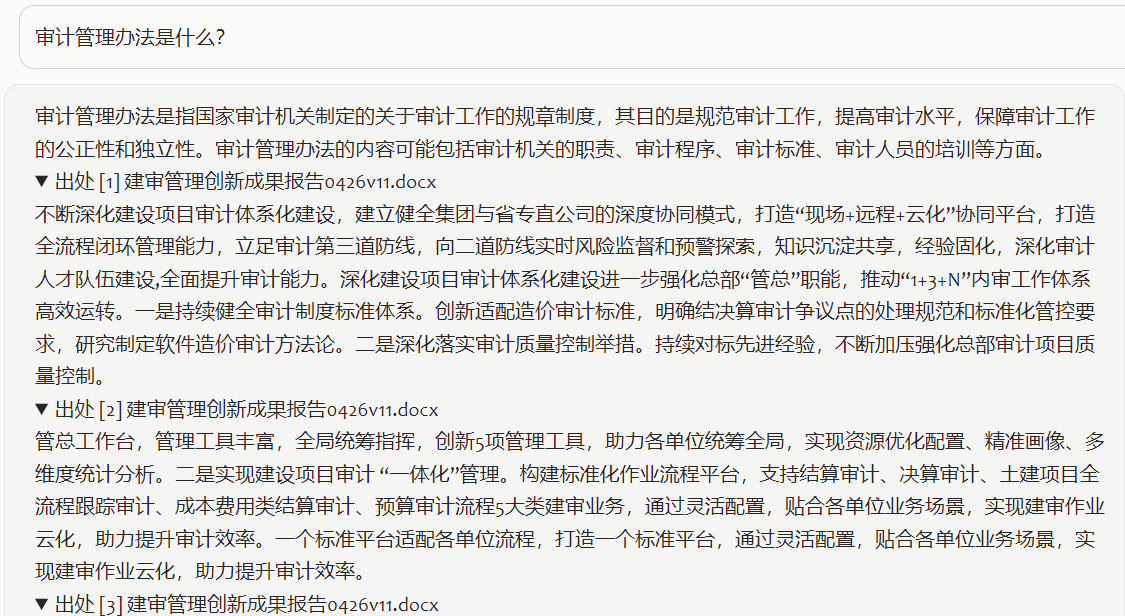 审计管理办法是什么?
审计管理办法是指国家审计机关制定的关于审计工作的规章制度，其目的是规范审计工作，提高审计水平，保障审计工作
的公正性和独立性。审计管理办法的内容可能包括审计机关的职责、审计程序、审计标准、审计人员的培训等方面。
▼ 出处 [1] 建审管理创新成果报告0426v11.docx
不断深化建设项目审计体系化建设，建立健全集团与省专直公司的深度协同模式，打造“现场+远程+云化”协同平台，打造
全流程闭环管理能力，立足审计第三道防线，向二道防线实时风险监督和预警探索，知识沉淀共享，经验固化，深化审计
人才队伍建设,全面提升审计能力。深化建设项目审计体系化建设进一步强化总部“管总”职能，推动“1+3+N”内审工作体系
高效运转。一是持续健全审计制度标准体系。创新适配造价审计标准，明确结决算审计争议点的处理规范和标准化管控要
求，研究制定软件造价审计方法论。二是深化落实审计质量控制举措。持续对标先进经验，不断加压强化总部审计项目质
量控制。
▼ 出处 [2] 建审管理创新成果报告0426v11.docx
管总工作台，管理工具丰富，全局统筹指挥，创新5项管理工具，助力各单位统筹全局，实现资源优化配置、精准画像、多
维度统计分析。二是实现建设项目审计 “一体化”管理。构建标准化作业流程平台，支持结算审计、决算审计、土建项目全
流程跟踪审计、成本费用类结算审计、预算审计流程5大类建审业务，通过灵活配置，贴合各单位业务场景，实现建审作业
云化，助力提升审计效率。一个标准平台适配各单位流程，打造一个标准平台，通过灵活配置，贴合各单位业务场景，实
现建审作业云化，助力提升审计效率。
▼ 出处 [3] 建审管理创新成果报告0426v11.docx